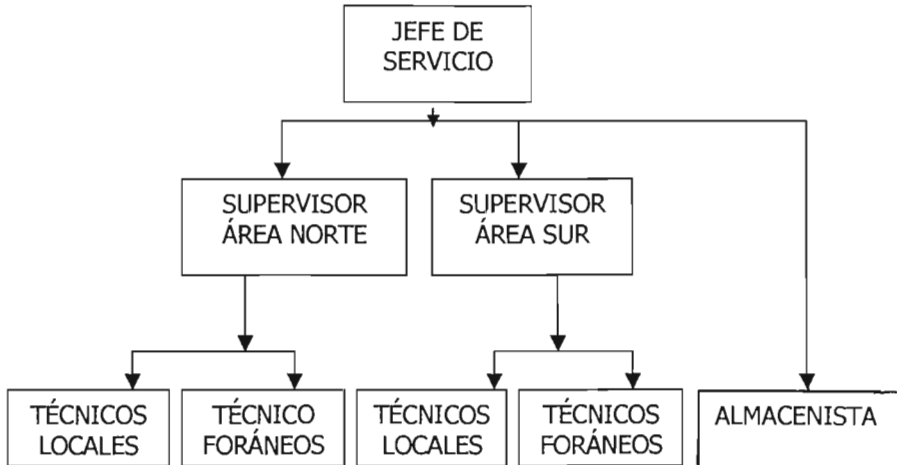 JEFE DE
SERVICIO
SUPERVISOR
ÁREA NORTE
SUPERVISOR
ÁREA SUR
TÉCNICOS
LOCALES
TÉCNICO
FORÁNEOS
TÉCNICOS
LOCALES
TÉCNICOS
FORÁNEOS
ALMACENISTA